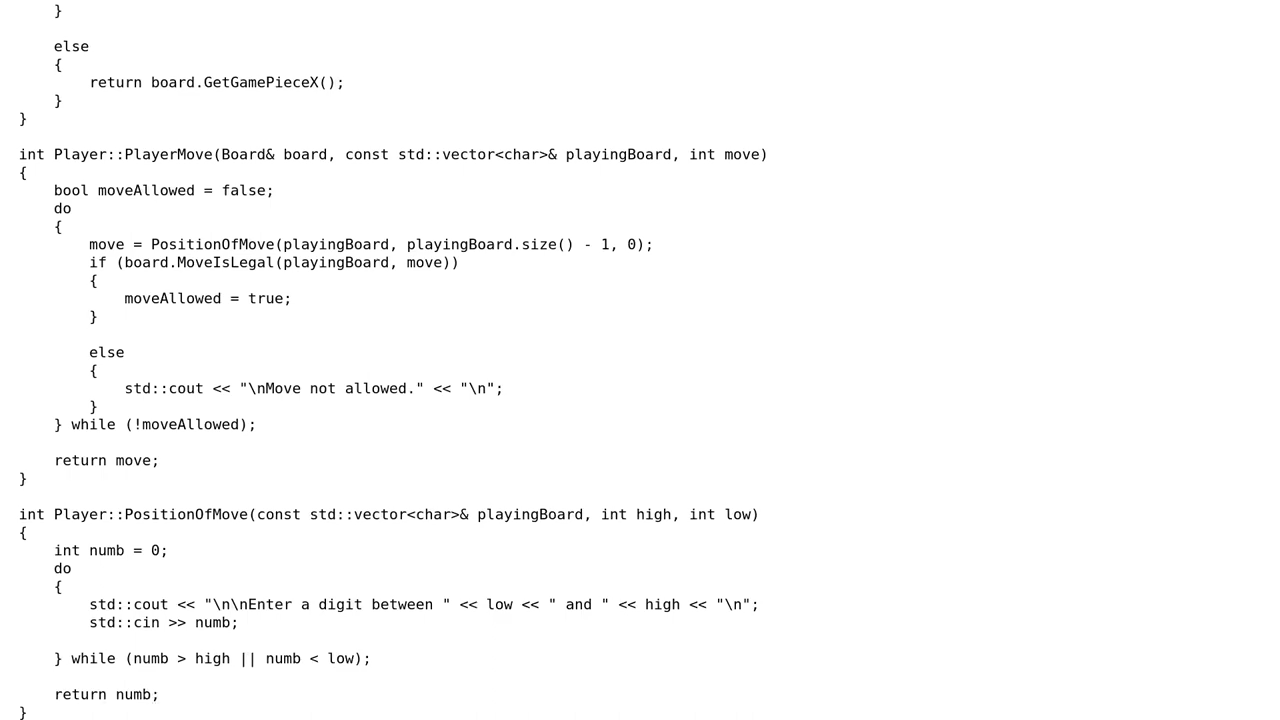 }

    else
    {
        return board.GetGamePieceX();
    }
}

int Player::PlayerMove(Board& board, const std::vector<char>& playingBoard, int move)
{
    bool moveAllowed = false;
    do
    {
        move = PositionOfMove(playingBoard, playingBoard.size() - 1, 0);
        if (board.MoveIsLegal(playingBoard, move))
        {
            moveAllowed = true;
        }

        else
        {
            std::cout << "\nMove not allowed." << "\n";
        }
    } while (!moveAllowed);

    return move;
}

int Player::PositionOfMove(const std::vector<char>& playingBoard, int high, int low)
{
    int numb = 0;
    do
    {
        std::cout << "\n\nEnter a digit between " << low << " and " << high << "\n";
        std::cin >> numb;

    } while (numb > high || numb < low);

    return numb;
}